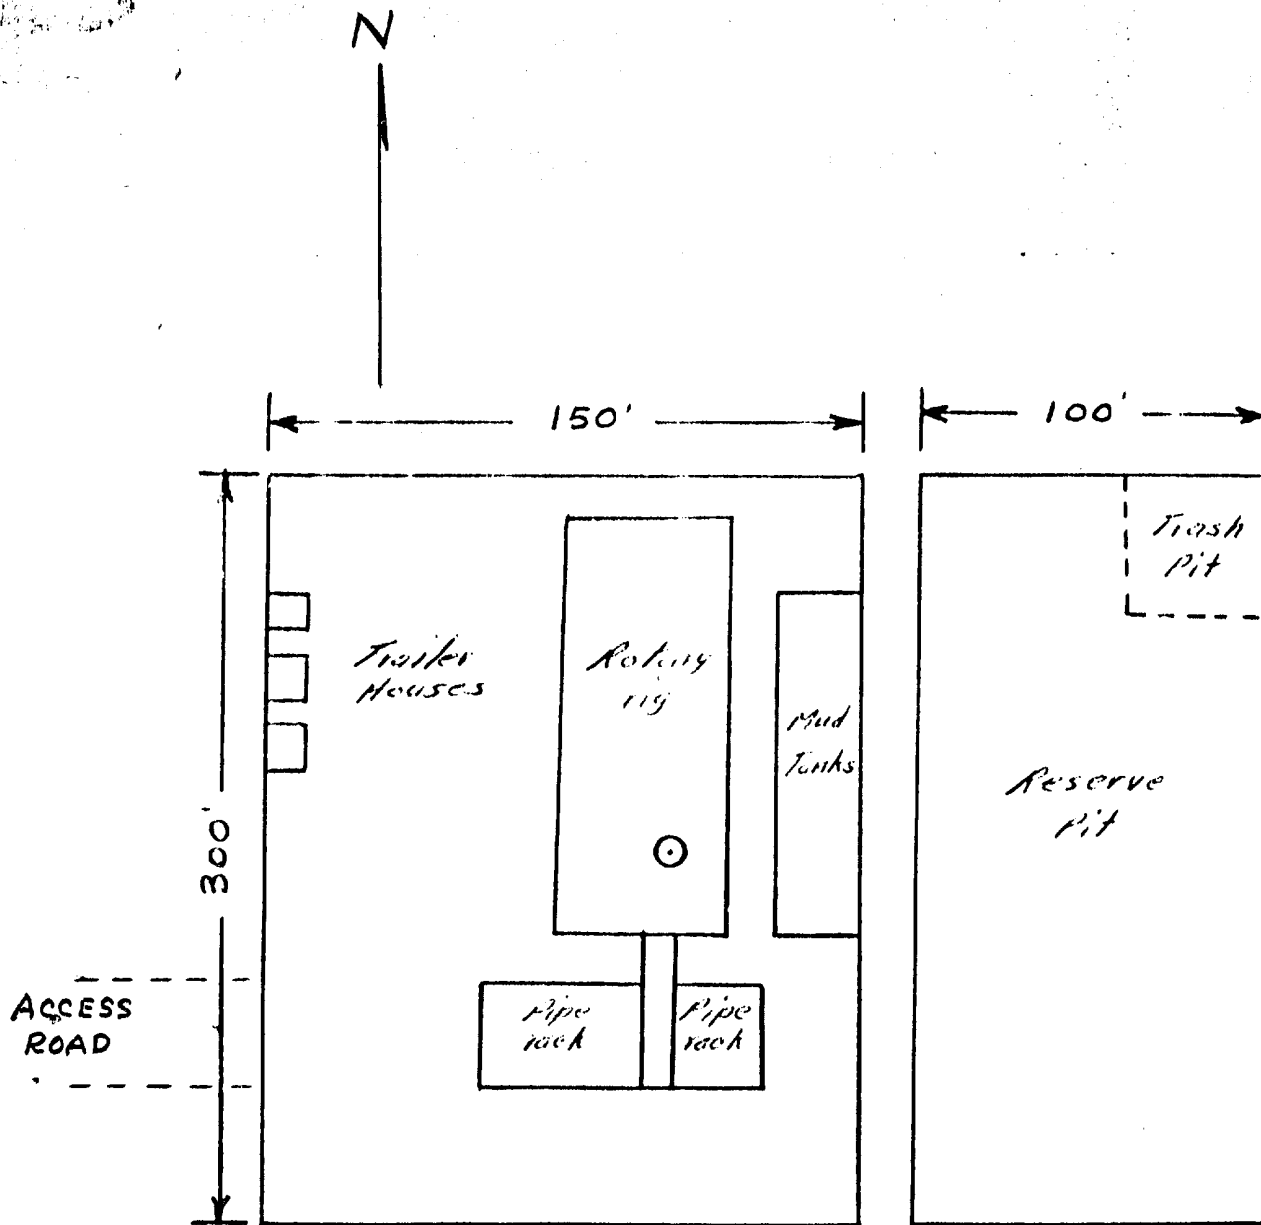 N
150'
100'
Trash
Pit
Trailer
Houses
Rotary
rig
Mud
Tanks
Reserve
Pit
300'
ACCESS
ROAD
Pipe
rack
Pipe
rack